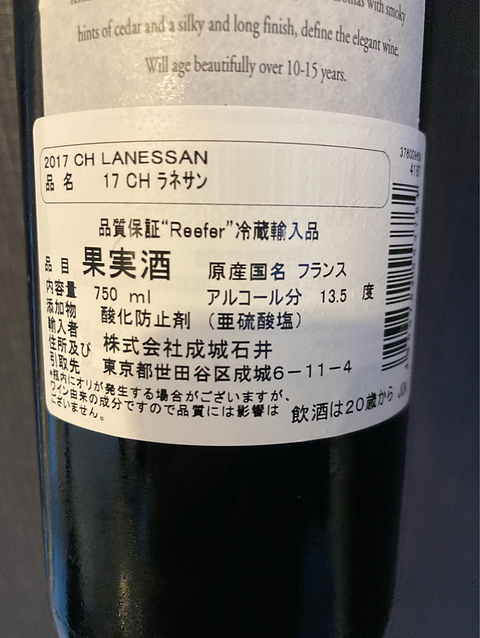 with smoky
hints of cedar and a silky and long finish, define the elegant wine.
Will age beautifully over 10-15 years.
2017 CH LANESSAN
品 名 17 CH ラネサン
品質保証“Reefer”冷蔵輸入品
品目 果実酒 原産国名 フランス
内容量 750 ml アルコール分 13.5 度
添加物 酸化防止剤 （亜硫酸塩）
輸入者 株式会社成城石井
住所及び
引取先 東京都世田谷区成城6－11－4
*瓶内にオリが発生する場合がございますが、
ワイン由来の成分ですので品質には影響は
ございません。
飲酒は20歳から